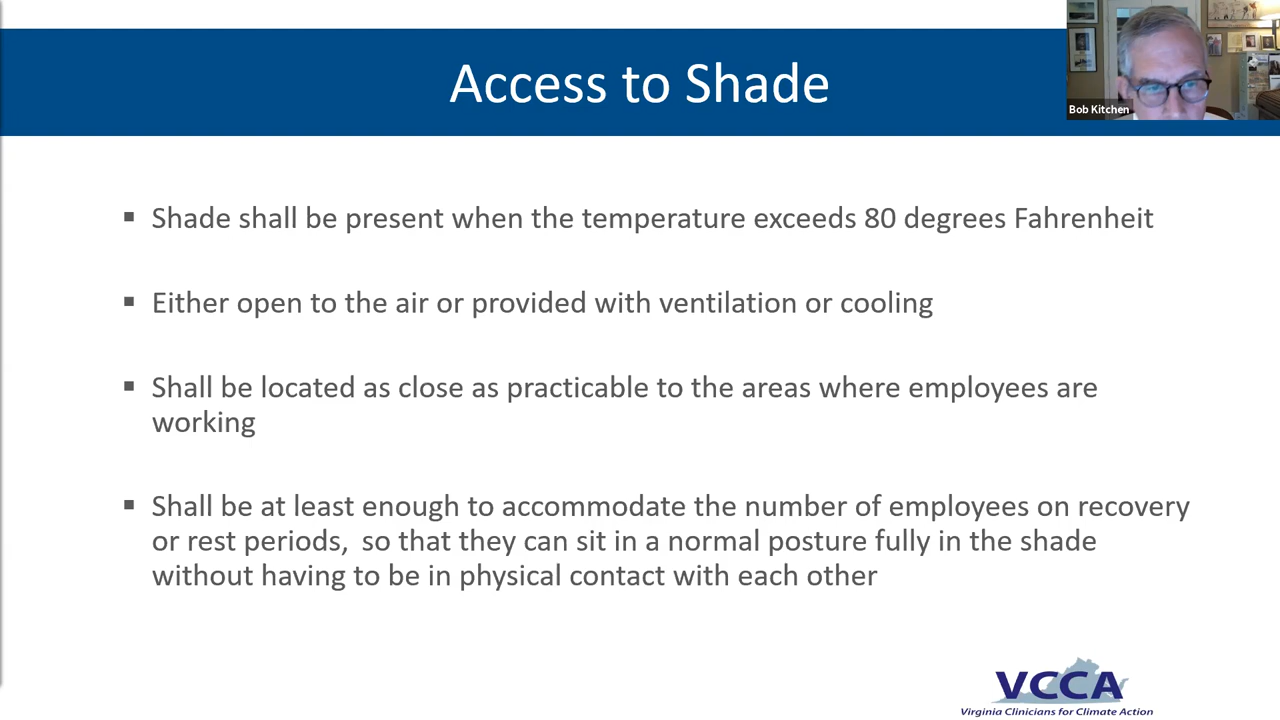 Access to Shade
Bob Kitchen
▪ Shade shall be present when the temperature exceeds 80 degrees Fahrenheit
▪ Either open to the air or provided with ventilation or cooling
▪ Shall be located as close as practicable to the areas where employees are
working
▪ Shall be at least enough to accommodate the number of employees on recovery
or rest periods,  so that they can sit in a normal posture fully in the shade
without having to be in physical contact with each other
VCCA
Virginia Clinicians for Climate Action